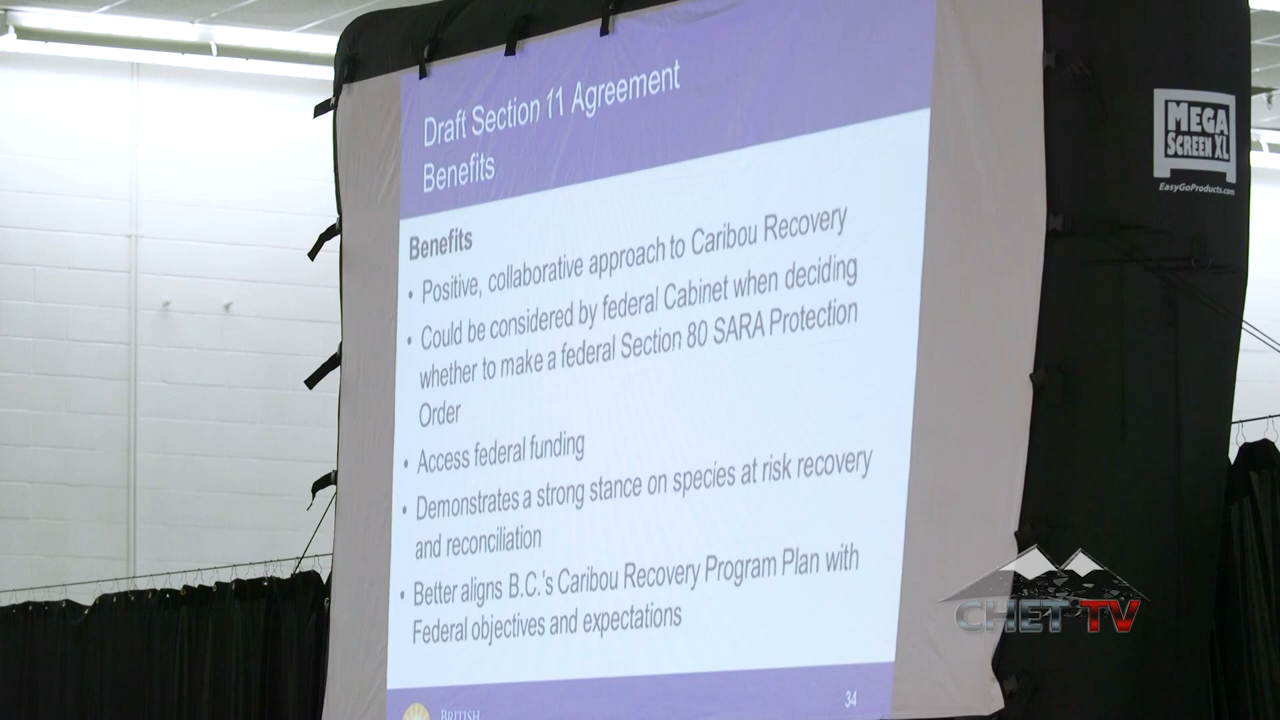 Draft Section 11 Agreement
Benefits
Benefits
• Positive, collaborative approach to Caribou Recovery
• Could be considered by federal Cabinet when deciding
whether to make a federal Section 80 SARA Protection
Order
• Access federal funding
• Demonstrates a strong stance on species at risk recovery
and reconciliation
• Better aligns B.C.'s Caribou Recovery Program Plan with
Federal objectives and expectations
34
BRITISH
MEGA
SCREEN XL
EasyGoProducts.com
CHET TV